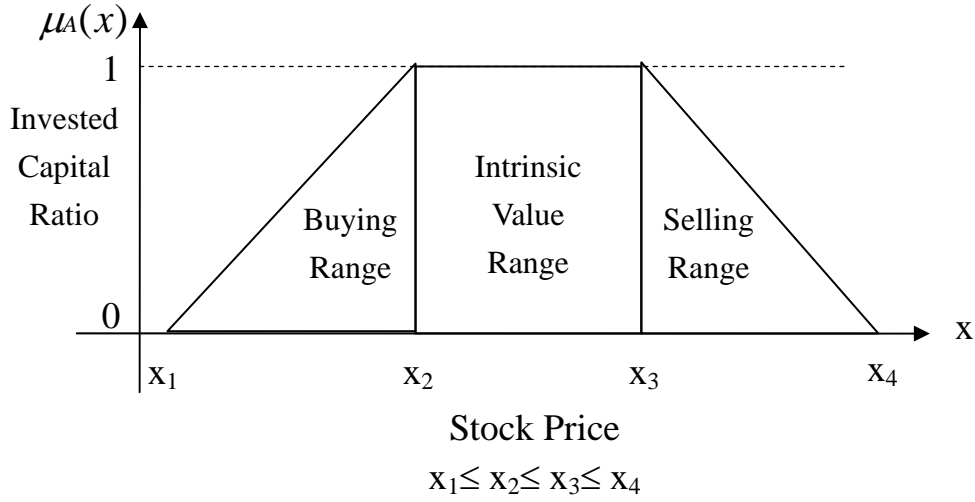 μA(x)
1
Invested
Capital
Ratio
Buying
Range
Intrinsic
Value
Range
Selling
Range
0
x
x₁
x₂
x₃
x₄
Stock Price
x₁≤ x₂≤ x₃≤ x₄